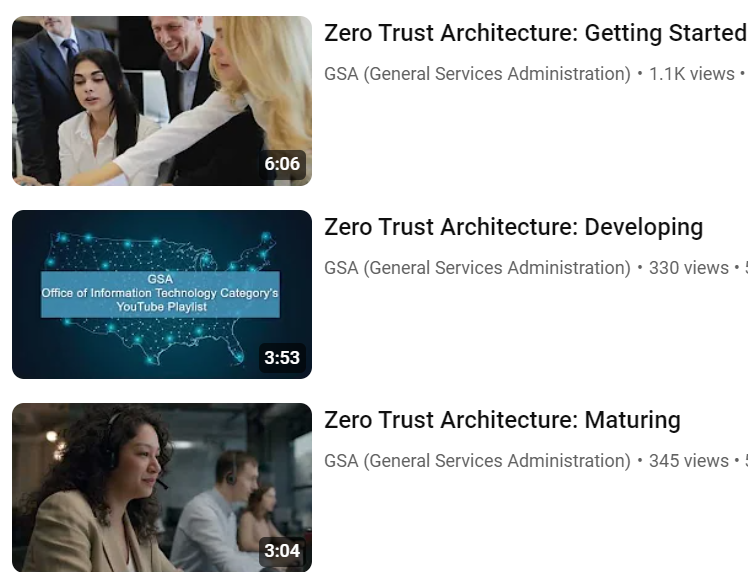 Zero Trust Architecture: Getting Started
GSA (General Services Administration) • 1.1K views •
6:06
Zero Trust Architecture: Developing
GSA (General Services Administration) • 330 views •
GSA
Office of Information Technology Category's
YouTube Playlist
3:53
Zero Trust Architecture: Maturing
GSA (General Services Administration) • 345 views •
3:04